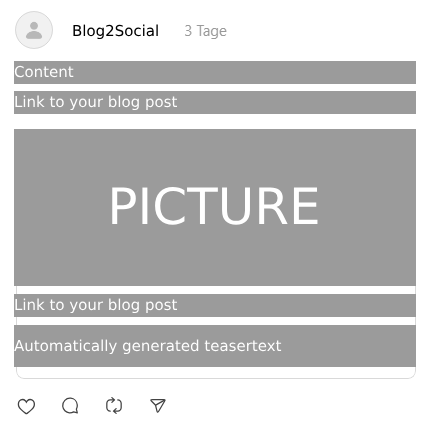 Blog2Social 3 Tage
Content
Link to your blog post
PICTURE
Link to your blog post
Automatically generated teasertext